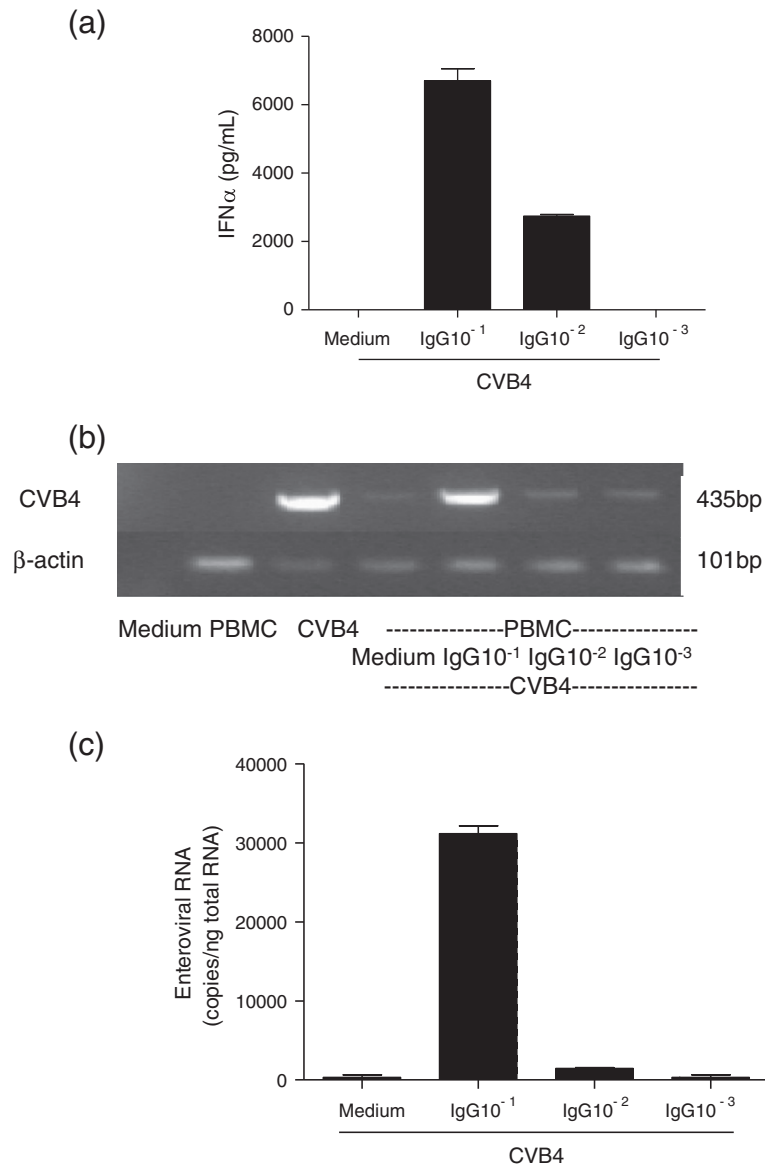 (a)
IFNα (pg/mL)
8000
6000
4000
2000
0
Medium IgG10⁻¹ IgG10⁻² IgG10⁻³
CVB4
(b)
CVB4 435bp
β-actin 101bp
Medium PBMC CVB4 ---------------PBMC---------------
Medium IgG10⁻¹ IgG10⁻² IgG10⁻³
---------------CVB4---------------
(c)
Enteroviral RNA
(copies/ng total RNA)
40000
30000
20000
10000
0
Medium IgG10⁻¹ IgG10⁻² IgG10⁻³
CVB4